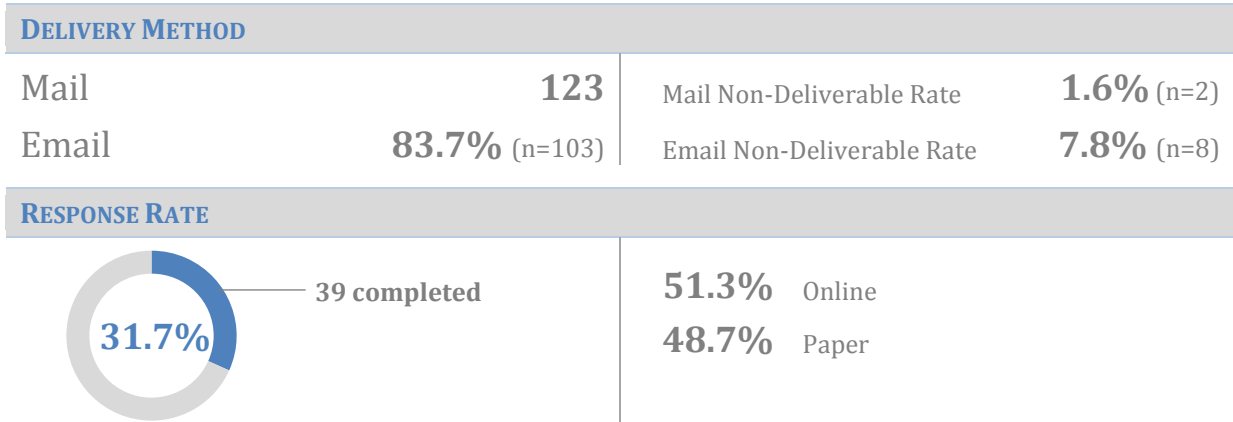 DELIVERY METHOD
Mail 123
Email 83.7% (n=103)
Mail Non-Deliverable Rate 1.6% (n=2)
Email Non-Deliverable Rate 7.8% (n=8)
RESPONSE RATE
31.7%
39 completed
51.3% Online
48.7% Paper